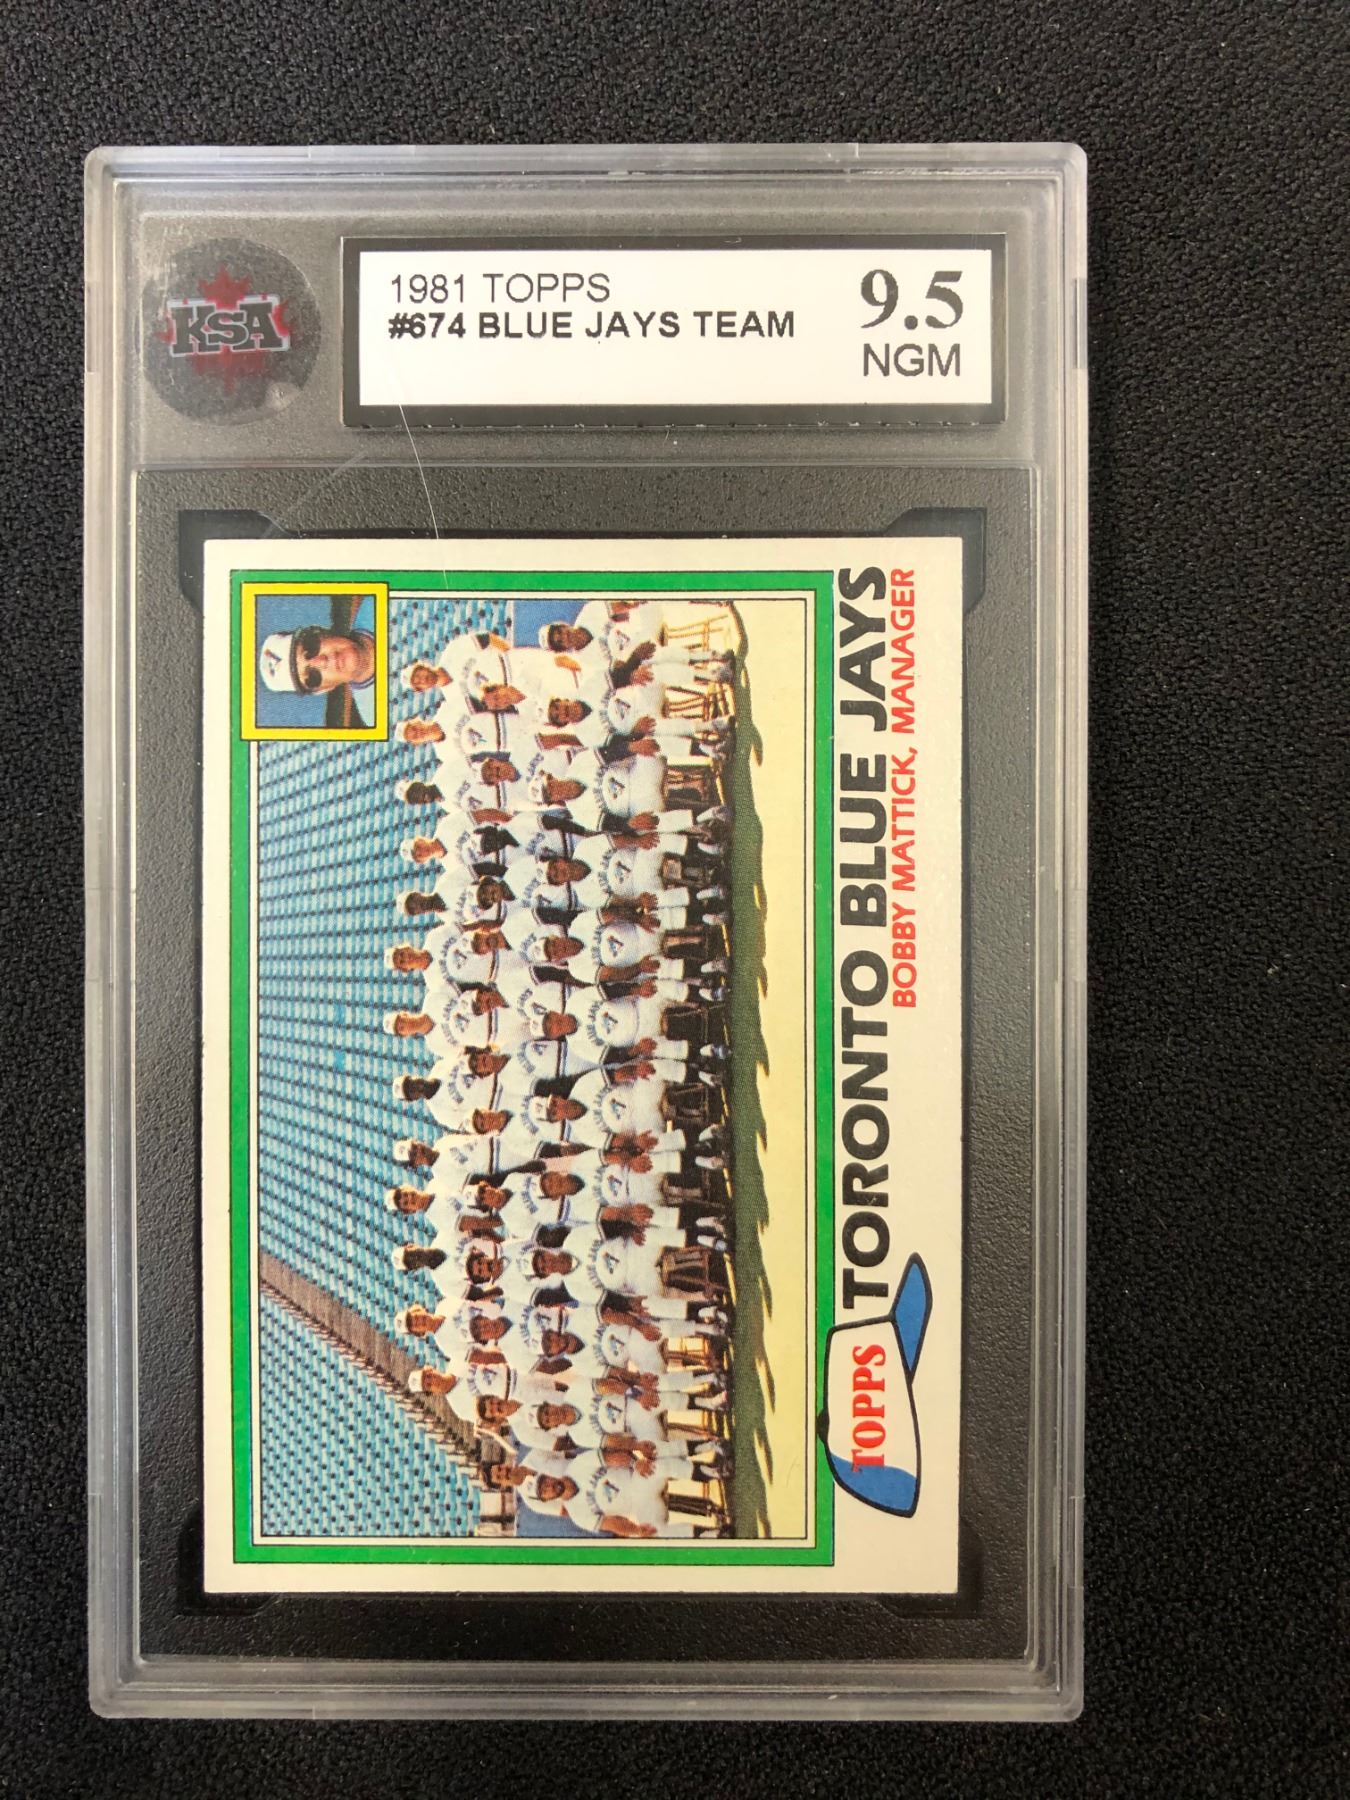 KSA
1981 TOPPS
#674 BLUE JAYS TEAM
9.5
NGM
TORONTO BLUE JAYS
BOBBY MATTICK, MANAGER
TOPPS